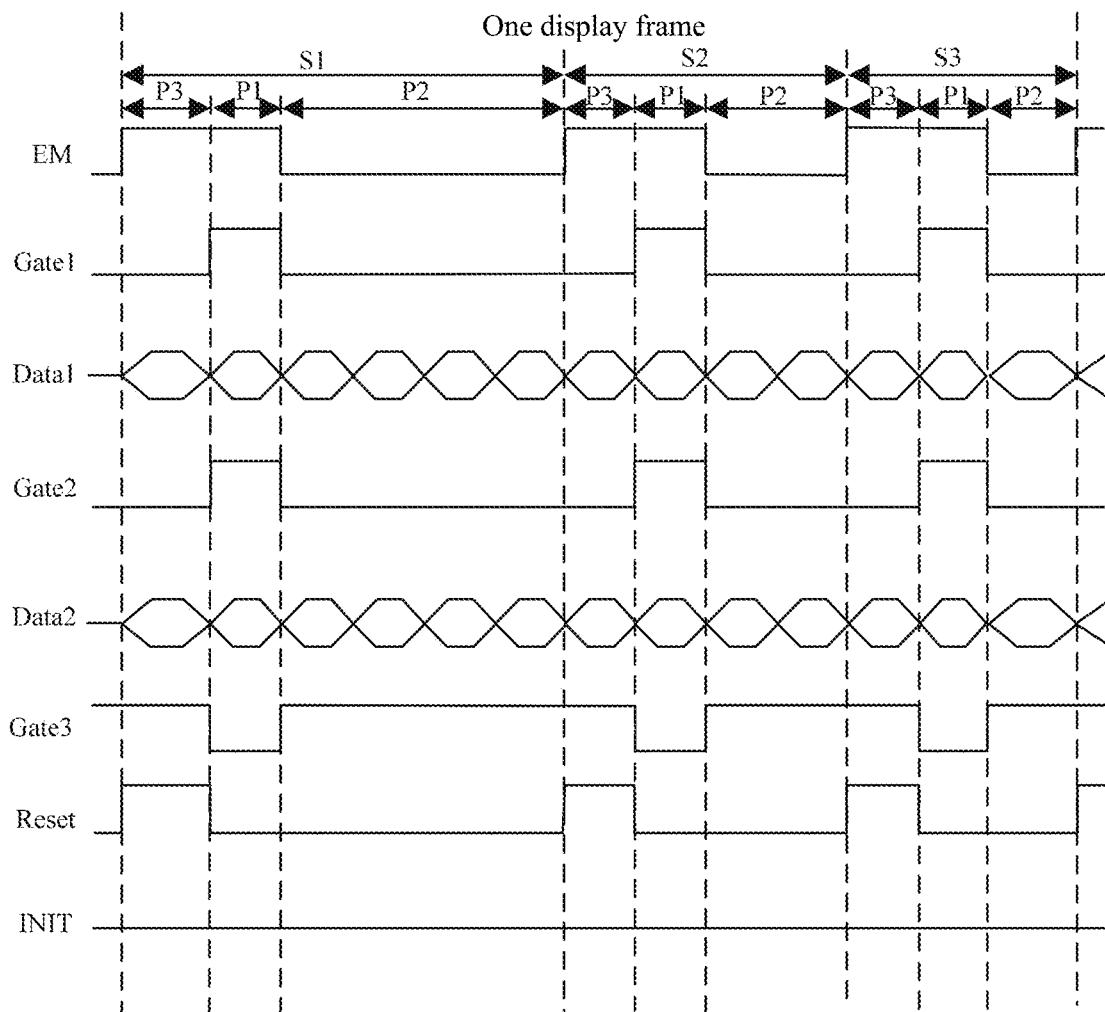 One display frame
S1 S2 S3
P3 P1 P2 P3 P1 P2 P3 P1 P2
EM
Gate1
Data1
Gate2
Data2
Gate3
Reset
INIT